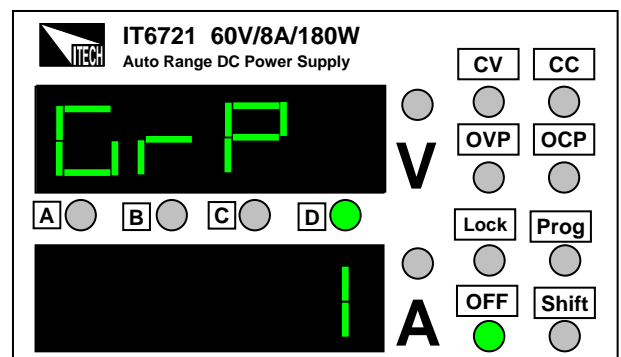 ITECH IT6721 60V/8A/180W
Auto Range DC Power Supply
CV CC
GrP
V
OVP OCP
A B C D
Lock Prog
1
A
OFF Shift